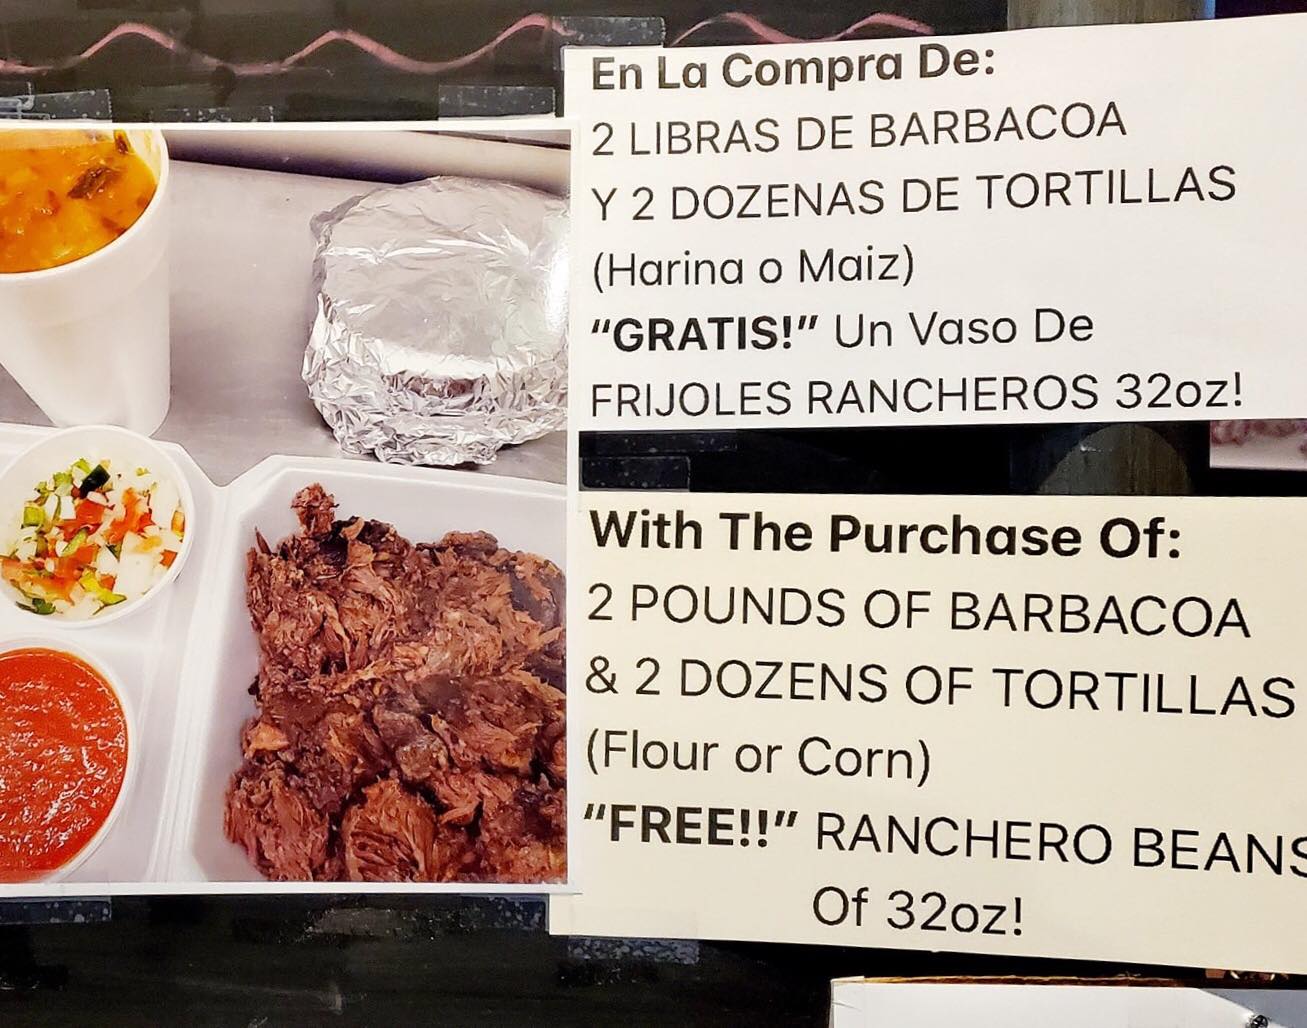 En La Compra De:
2 LIBRAS DE BARBACOA
Y 2 DOZENAS DE TORTILLAS
(Harina o Maiz)
“GRATIS!” Un Vaso De
FRIJOLES RANCHEROS 32oz!
With The Purchase Of:
2 POUNDS OF BARBACOA
& 2 DOZENS OF TORTILLAS
(Flour or Corn)
“FREE!!” RANCHERO BEANS
Of 32oz!